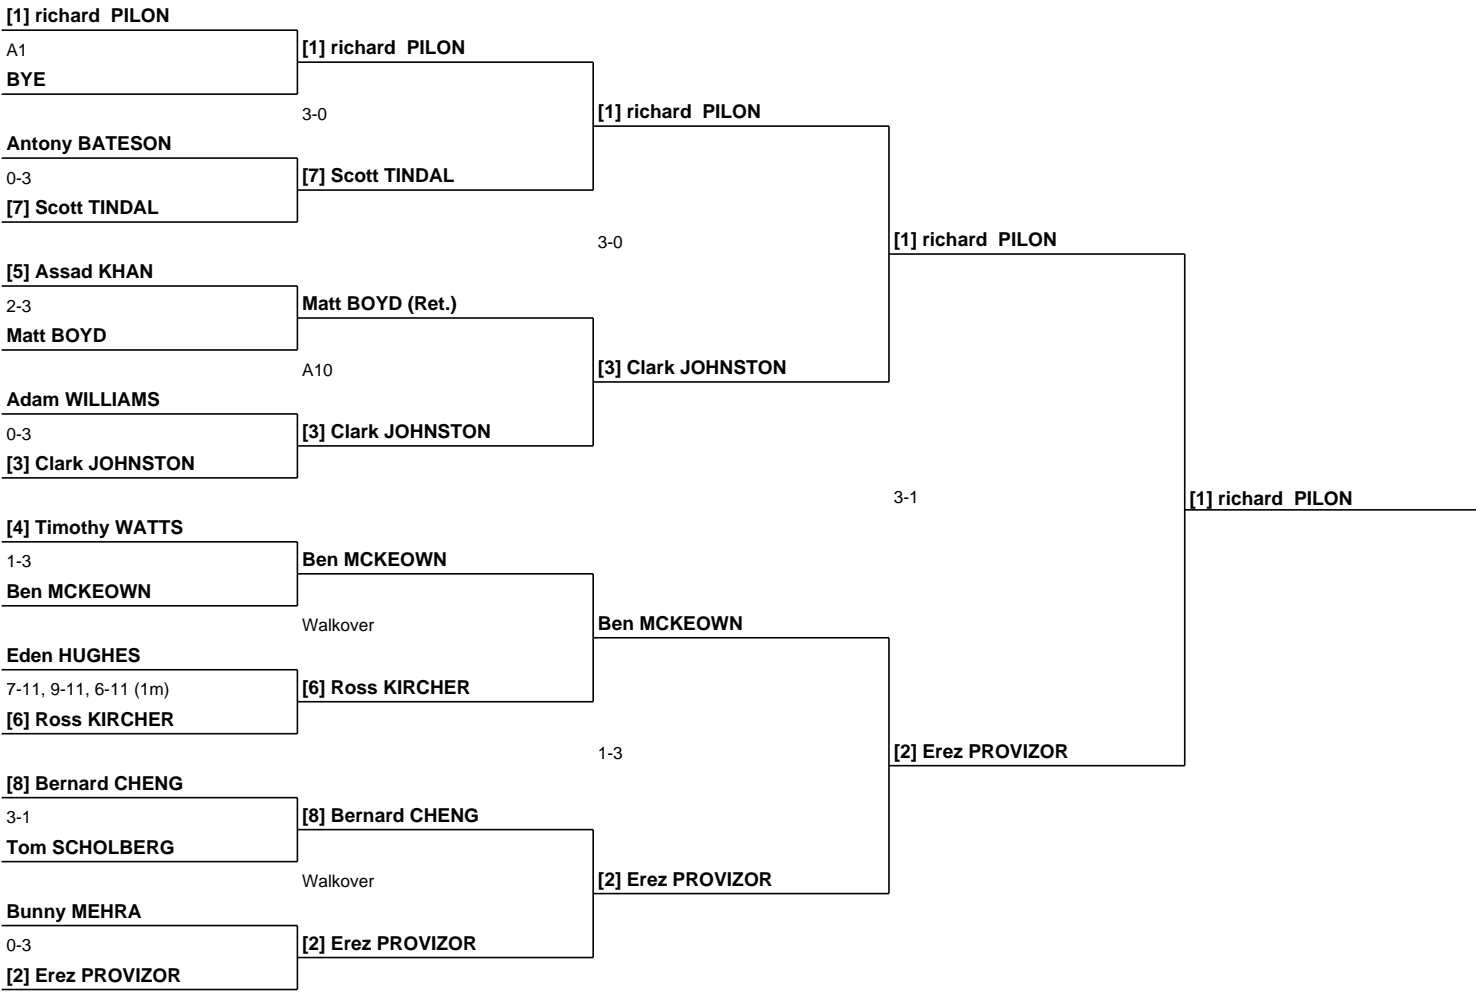 [1] richard  PILON
A1
BYE
Antony BATESON
0-3
[7] Scott TINDAL
[5] Assad KHAN
2-3
Matt BOYD
Adam WILLIAMS
0-3
[3] Clark JOHNSTON
[4] Timothy WATTS
1-3
Ben MCKEOWN
Eden HUGHES
7-11, 9-11, 6-11 (1m)
[6] Ross KIRCHER
[8] Bernard CHENG
3-1
Tom SCHOLBERG
Bunny MEHRA
0-3
[2] Erez PROVIZOR
[1] richard  PILON
3-0
[7] Scott TINDAL
Matt BOYD (Ret.)
A10
[3] Clark JOHNSTON
Ben MCKEOWN
Walkover
[6] Ross KIRCHER
[8] Bernard CHENG
Walkover
[2] Erez PROVIZOR
[1] richard  PILON
3-0
[3] Clark JOHNSTON
Ben MCKEOWN
1-3
[2] Erez PROVIZOR
[1] richard  PILON
3-1
[2] Erez PROVIZOR
[1] richard  PILON